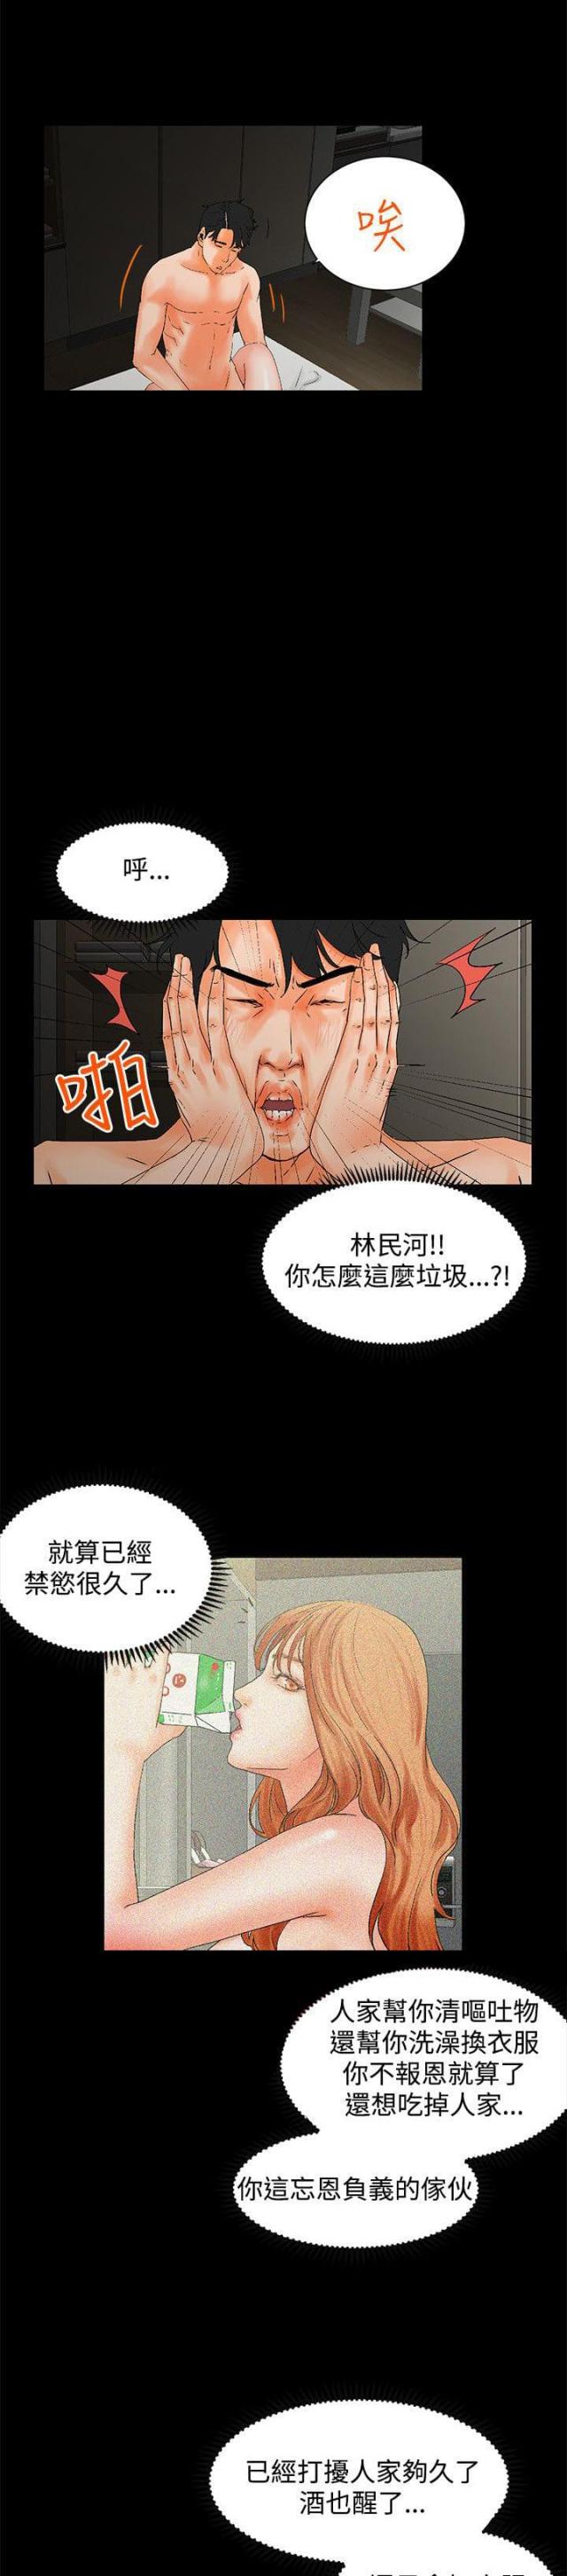 唉
呼...
啪
林民河!!
你怎麼這麼垃圾...?!
就算已經
禁慾很久了...
人家幫你清嘔吐物
還幫你洗澡換衣服
你不報恩就算了
還想吃掉人家...
你這忘恩負義的傢伙
已經打擾人家夠久了
酒也醒了...